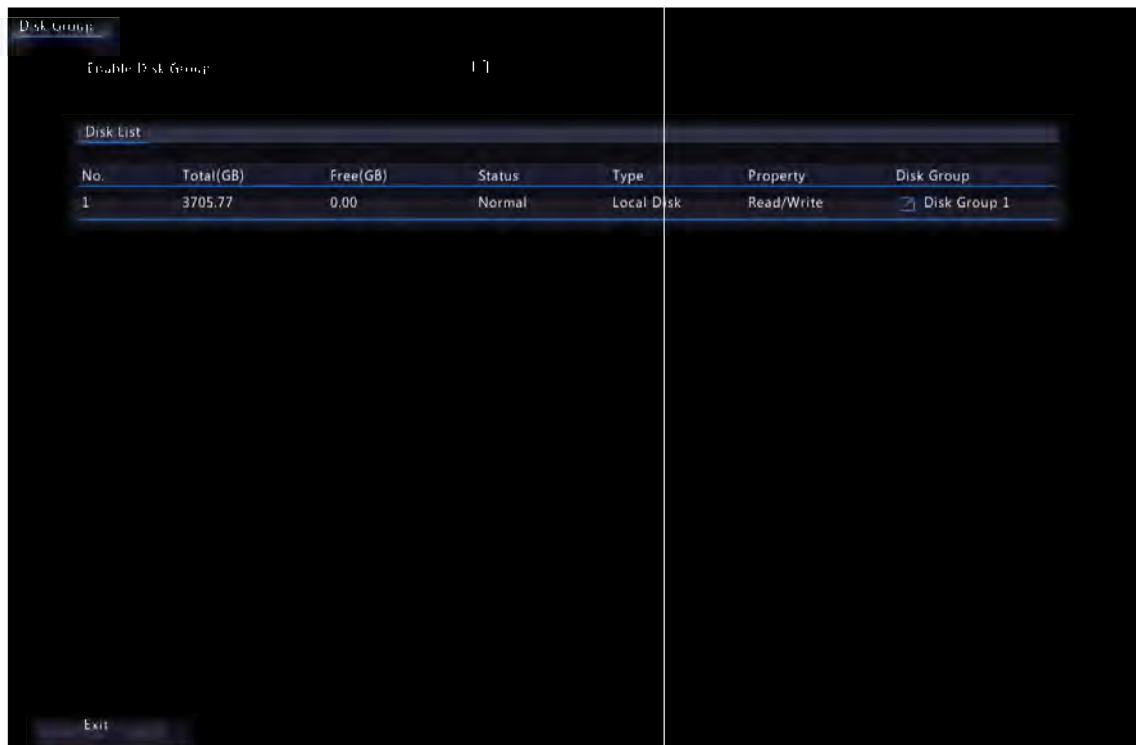 Disk Group
Enable Disk Group
Disk List
No. Total(GB) Free(GB) Status Type Property Disk Group
1 3705.77 0.00 Normal Local Disk Read/Write Disk Group 1
Exit